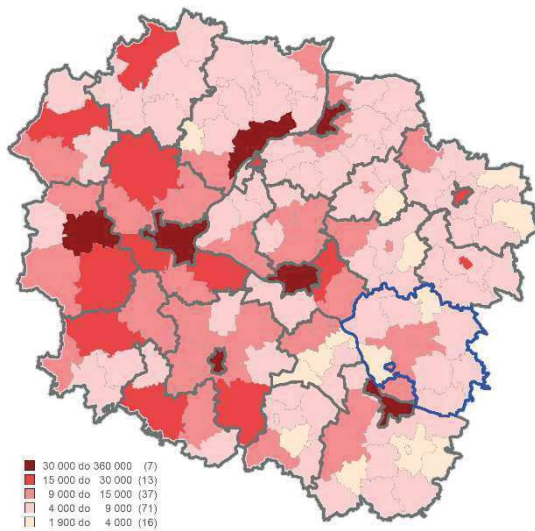 30 000 do 360 000 (7)
15 000 do 30 000 (13)
9 000 do 15 000 (37)
4 000 do 9 000 (71)
1 900 do 4 000 (16)